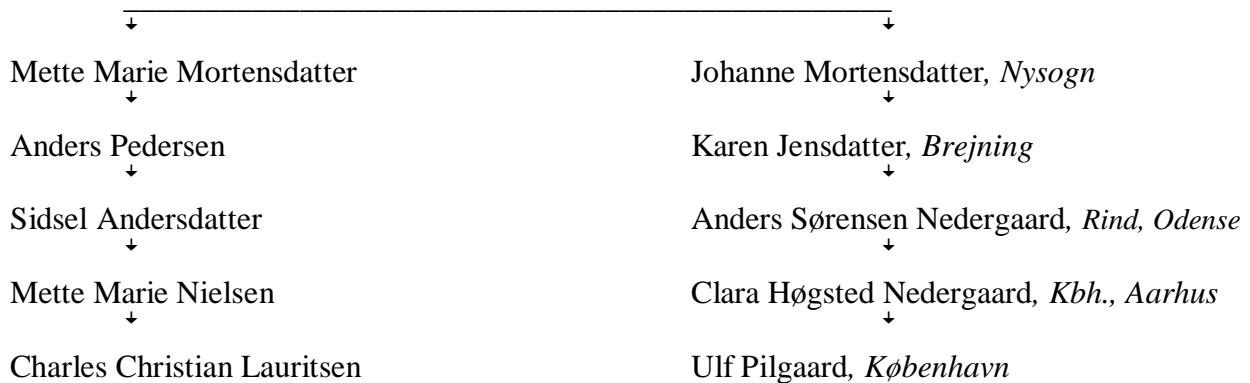 Mette Marie Mortensdatter Johanne Mortensdatter, Nysogn
Anders Pedersen Karen Jensdatter, Brejning
Sidsel Andersdatter Anders Sørensen Nedergaard, Rind, Odense
Mette Marie Nielsen Clara Høgsted Nedergaard, Kbh., Aarhus
Charles Christian Lauritsen Ulf Pilgaard, København